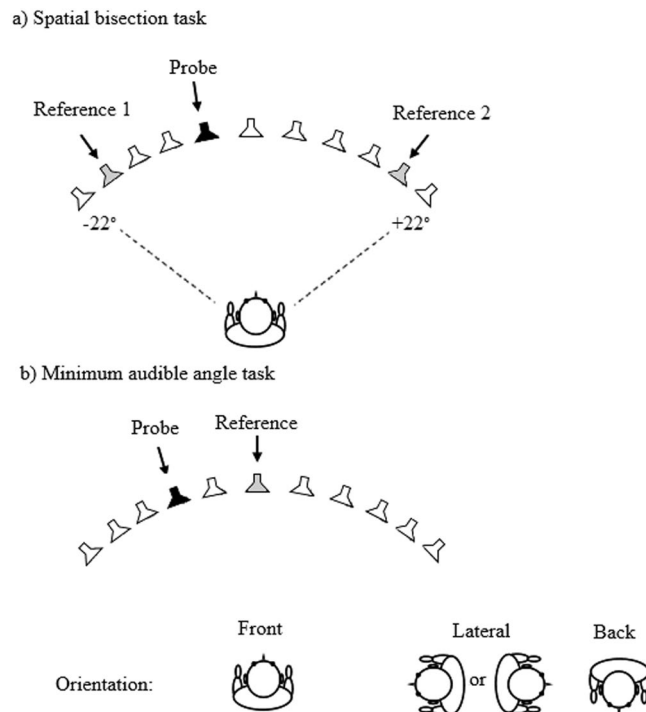 a) Spatial bisection task
Probe
Reference 1
Reference 2
-22°
+22°
b) Minimum audible angle task
Probe
Reference
Front
Lateral
Back
Orientation:
or